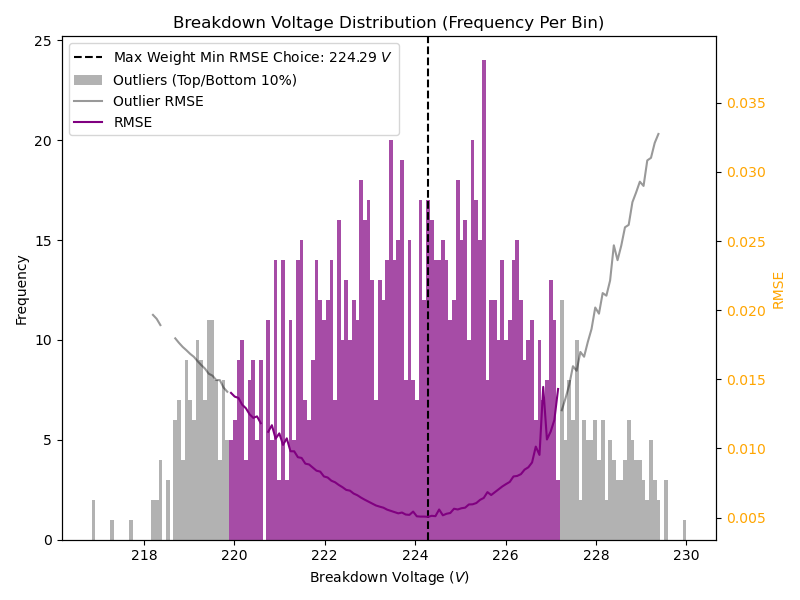 Breakdown Voltage Distribution (Frequency Per Bin)
Max Weight Min RMSE Choice: 224.29 V
Outliers (Top/Bottom 10%)
Outlier RMSE
RMSE
Frequency
25
20
15
10
5
0
0.035
0.030
0.025
0.020
0.015
0.010
0.005
RMSE
218
220
222
224
226
228
230
Breakdown Voltage (V)